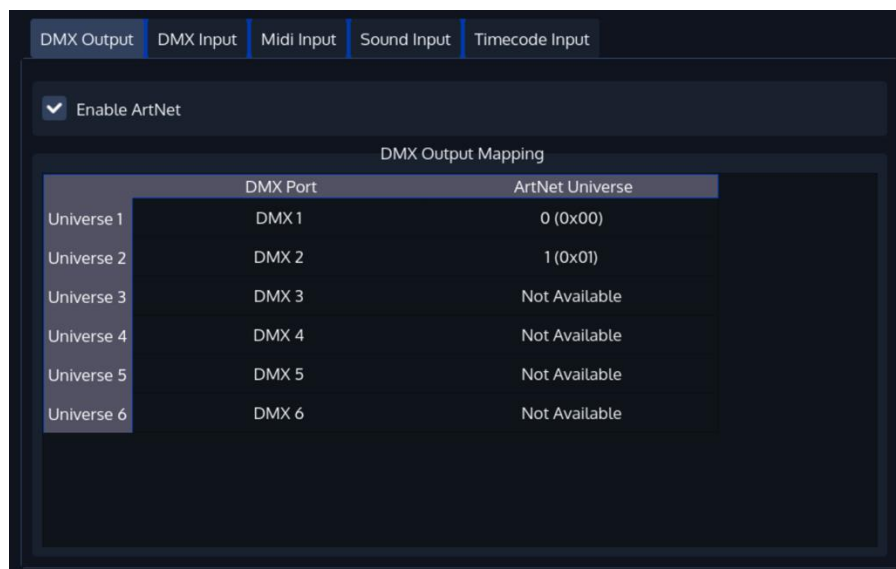 DMX Output DMX Input Midi Input Sound Input Timecode Input
Enable ArtNet
DMX Output Mapping
DMX Port ArtNet Universe
Universe 1 DMX 1 0 (0x00)
Universe 2 DMX 2 1 (0x01)
Universe 3 DMX 3 Not Available
Universe 4 DMX 4 Not Available
Universe 5 DMX 5 Not Available
Universe 6 DMX 6 Not Available